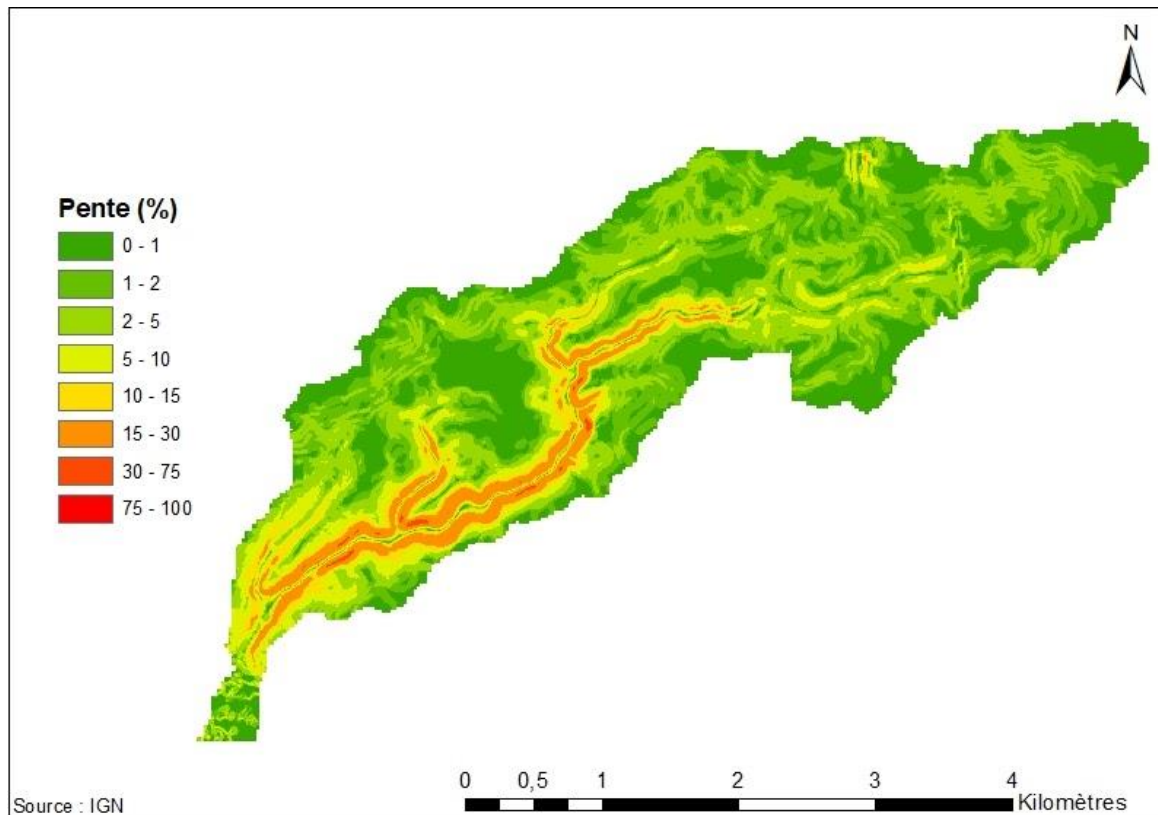 N
Pente (%)
0 - 1
1 - 2
2 - 5
5 - 10
10 - 15
15 - 30
30 - 75
75 - 100
0 0,5 1 2 3 4
Kilomètres
Source : IGN